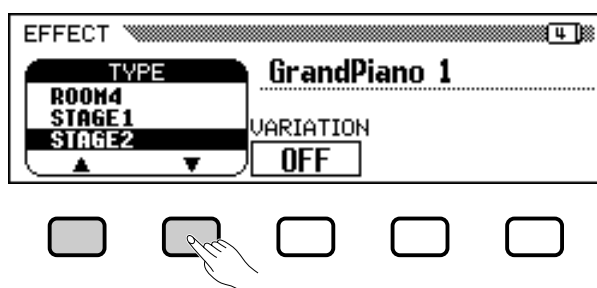 EFFECT 4
TYPE
GrandPiano 1
ROOM4
STAGE1
STAGE2
VARIATION
OFF